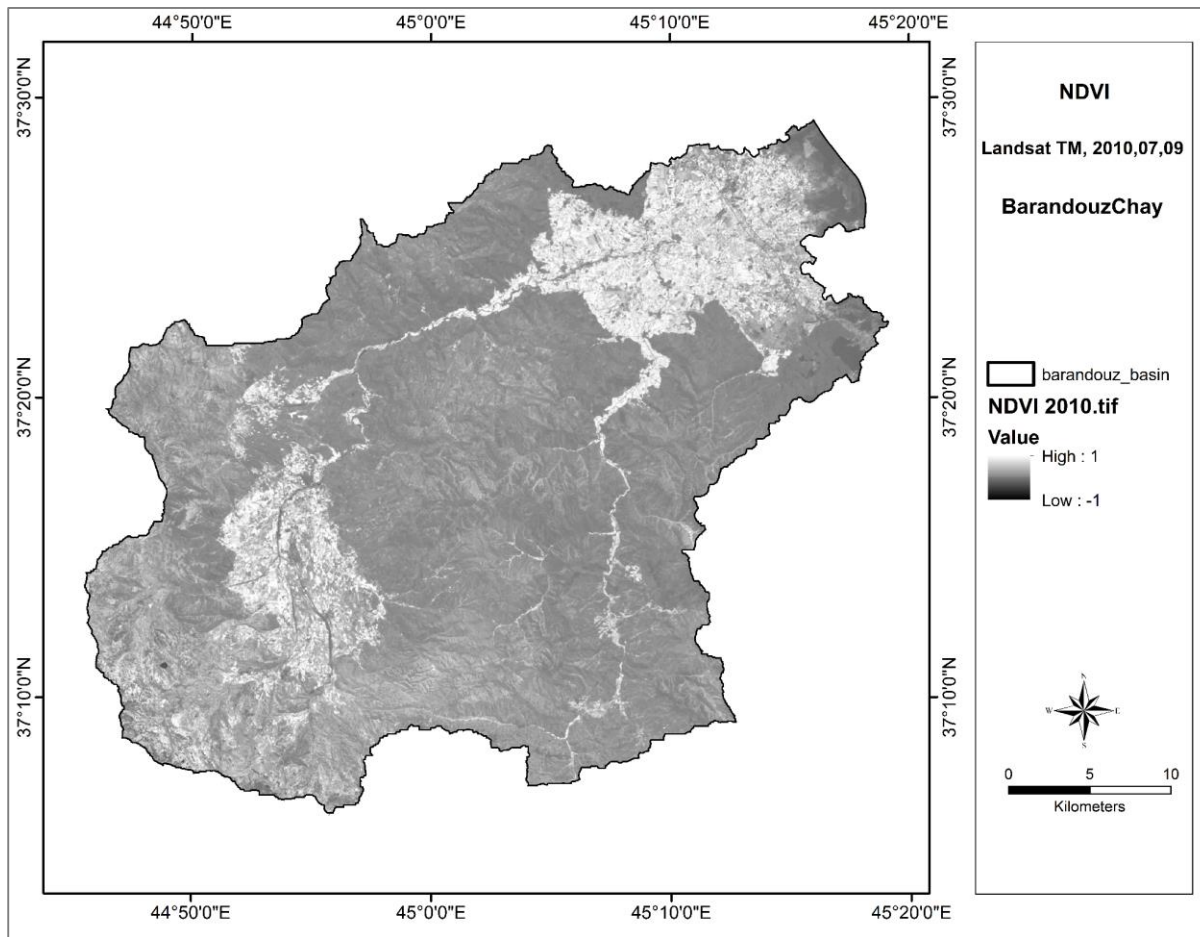 44°50'0"E 45°0'0"E 45°10'0"E 45°20'0"E
37°30'0"N 37°30'0"N
37°20'0"N 37°20'0"N
37°10'0"N 37°10'0"N
44°50'0"E 45°0'0"E 45°10'0"E 45°20'0"E
NDVI
Landsat TM, 2010,07,09
BarandouzChay
barandouz_basin
NDVI 2010.tif
Value
High : 1
Low : -1
N
W E
S
0 5 10
Kilometers